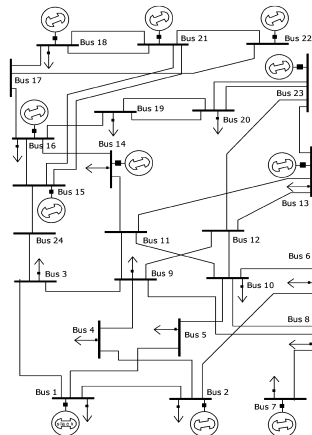 Bus 18
Bus 21
Bus 22
Bus 17
Bus 23
Bus 19
Bus 20
Bus 16
Bus 14
Bus 15
Bus 13
Bus 24
Bus 11
Bus 12
Bus 3
Bus 9
Bus 6
Bus 10
Bus 4
Bus 5
Bus 8
Bus 1
Bus 2
Bus 7